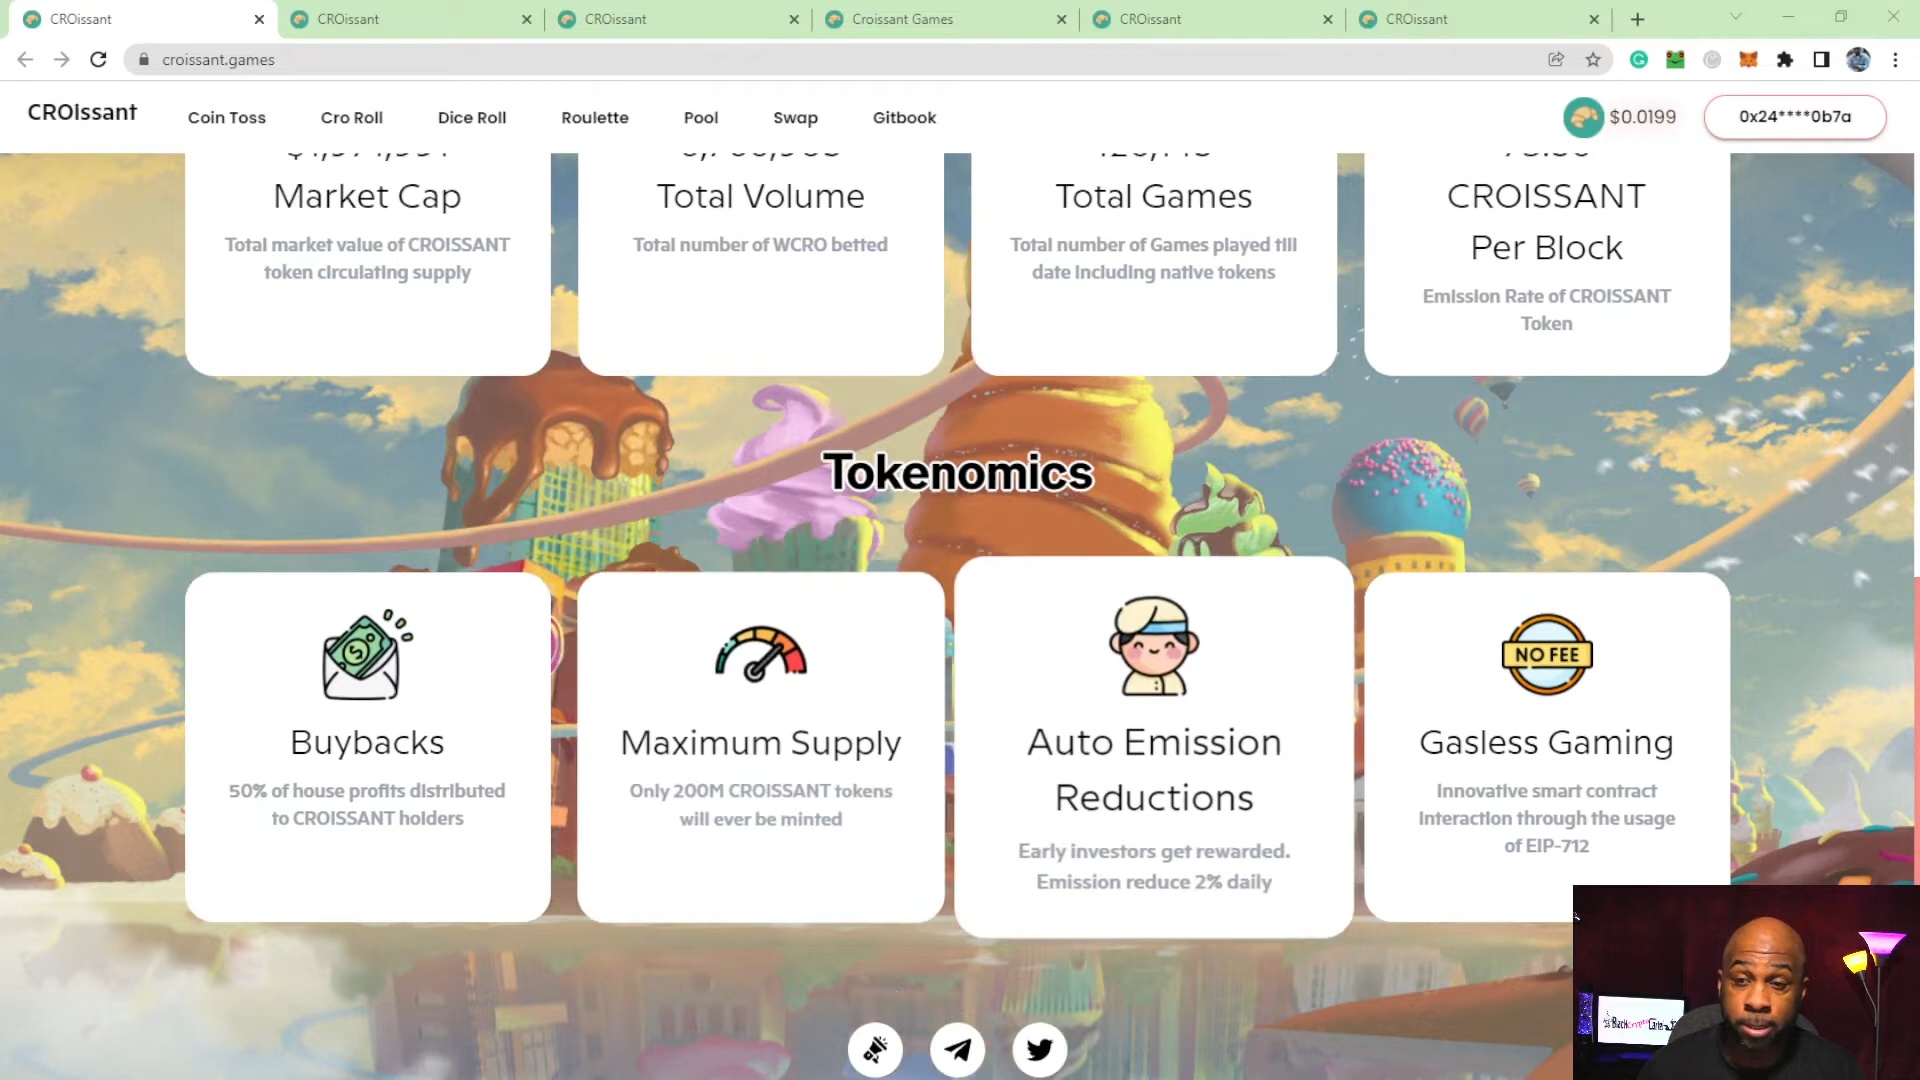 CROissant
CROissant
CROissant
Croissant Games
CROissant
CROissant
croissant.games
CROissant
Coin Toss
Cro Roll
Dice Roll
Roulette
Pool
Swap
Gitbook
$0.0199
0x24****0b7a
Market Cap
Total market value of CROISSANT
token circulating supply
Total Volume
Total number of WCRO betted
Total Games
Total number of Games played till
date including native tokens
CROISSANT
Per Block
Emission Rate of CROISSANT
Token
Tokenomics
Buybacks
50% of house profits distributed
to CROISSANT holders
Maximum Supply
Only 200M CROISSANT tokens
will ever be minted
Auto Emission
Reductions
Early investors get rewarded.
Emission reduce 2% daily
NO FEE
Gasless Gaming
Innovative smart contract
interaction through the usage
of EIP-712